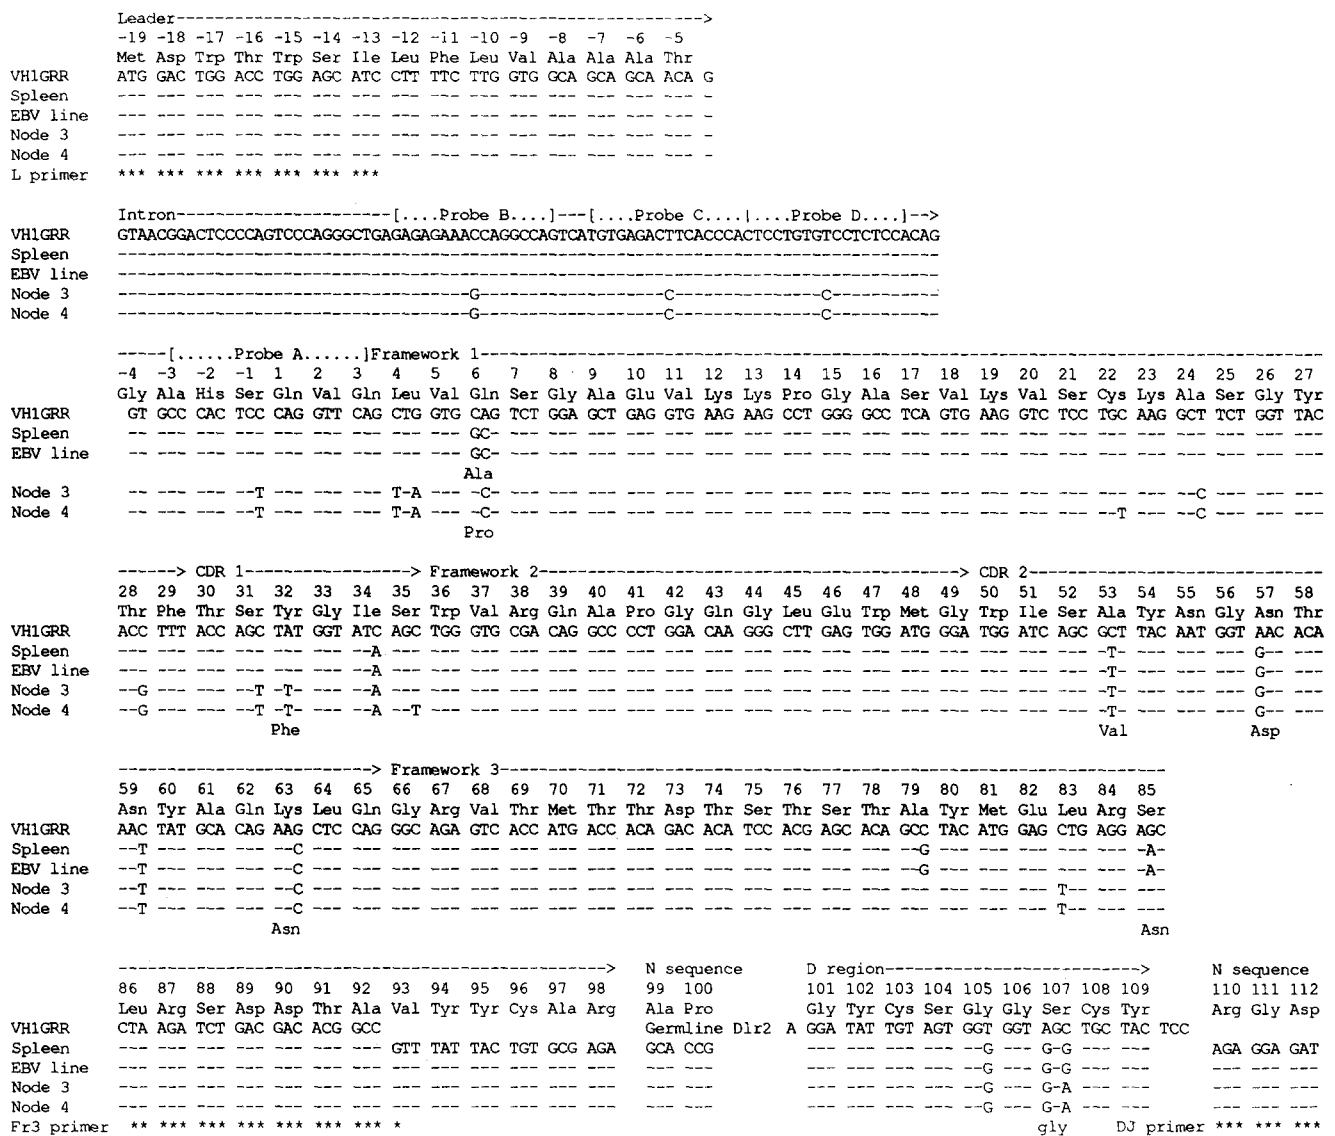 Leader------------------------------------------------------------>
-19 -18 -17 -16 -15 -14 -13 -12 -11 -10 -9 -8 -7 -6 -5
Met Asp Trp Thr Trp Ser Ile Leu Phe Leu Val Ala Ala Ala Thr
VH1GRR ATG GAC TGG ACC TGG AGC ATC CTT TTC TTG GTG GCA GCA GCA ACA G
Spleen --- --- --- --- --- --- --- --- --- --- --- --- --- --- --- -
EBV line --- --- --- --- --- --- --- --- --- --- --- --- --- --- --- -
Node 3 --- --- --- --- --- --- --- --- --- --- --- --- --- --- --- -
Node 4 --- --- --- --- --- --- --- --- --- --- --- --- --- --- --- -
L primer *** *** *** *** *** *** ***
Intron------------------------[....Probe B....]---[....Probe C....|....Probe D....]-->
VH1GRR GTAACGGACTCCCCAGTCCCAGGGCTGAGAGAGAAACCAGGCCAGTCATGTGAGACTTCACCCACTCCTGTGTCCTCTCCACAG
Spleen ------------------------------------------------------------------------------------
EBV line ------------------------------------------------------------------------------------
Node 3 ------------------------------------G-------------------C---------------C-----------
Node 4 ------------------------------------G-------------------C---------------C-----------
-----[......Probe A......]Framework 1------------------------------------------------------------
-4 -3 -2 -1 1 2 3 4 5 6 7 8 9 10 11 12 13 14 15 16 17 18 19 20 21 22 23 24 25 26 27
Gly Ala His Ser Gln Val Gln Leu Val Gln Ser Gly Ala Glu Val Lys Lys Pro Gly Ala Ser Val Lys Val Ser Cys Lys Ala Ser Gly Tyr
VH1GRR GT GCC CAC TCC CAG GTT CAG CTG GTG CAG TCT GGA GCT GAG GTG AAG AAG CCT GGG GCC TCA GTG AAG GTC TCC TGC AAG GCT TCT GGT TAC
Spleen -- --- --- --- --- --- --- --- --- GC- --- --- --- --- --- --- --- --- --- --- --- --- --- --- --- --- --- --- --- --- ---
EBV line -- --- --- --- --- --- --- --- --- GC- --- --- --- --- --- --- --- --- --- --- --- --- --- --- --- --- --- --- --- --- ---
Ala
Node 3 -- --- --- --T --- --- --- T-A --- -C- --- --- --- --- --- --- --- --- --- --- --- --- --- --- --- --- --- --C --- --- ---
Node 4 -- --- --- --T --- --- --- T-A --- -C- --- --- --- --- --- --- --- --- --- --- --- --- --- --- --- --T --- --C --- --- ---
Pro
------> CDR 1-----------------> Framework 2------------------------------------------> CDR 2-----------------------------
28 29 30 31 32 33 34 35 36 37 38 39 40 41 42 43 44 45 46 47 48 49 50 51 52 53 54 55 56 57 58
Thr Phe Thr Ser Tyr Gly Ile Ser Trp Val Arg Gln Ala Pro Gly Gln Gly Leu Glu Trp Met Gly Trp Ile Ser Ala Tyr Asn Gly Asn Thr
VH1GRR ACC TTT ACC AGC TAT GGT ATC AGC TGG GTG CGA CAG GCC CCT GGA CAA GGG CTT GAG TGG ATG GGA TGG ATC AGC GCT TAC AAT GGT AAC ACA
Spleen --- --- --- --- --- --- --A --- --- --- --- --- --- --- --- --- --- --- --- --- --- --- --- --- --- -T- --- --- --- G-- ---
EBV line --- --- --- --- --- --- --A --- --- --- --- --- --- --- --- --- --- --- --- --- --- --- --- --- --- -T- --- --- --- G-- ---
Node 3 --G --- --- --T -T- --- --A --- --- --- --- --- --- --- --- --- --- --- --- --- --- --- --- --- --- -T- --- --- --- G-- ---
Node 4 --G --- --- --T -T- --- --A --T --- --- --- --- --- --- --- --- --- --- --- --- --- --- --- --- --- -T- --- --- --- G-- ---
Phe Val Asp
--------------------------> Framework 3--------------------------------------------------------------------
59 60 61 62 63 64 65 66 67 68 69 70 71 72 73 74 75 76 77 78 79 80 81 82 83 84 85
Asn Tyr Ala Gln Lys Leu Gln Gly Arg Val Thr Met Thr Thr Asp Thr Ser Thr Ser Thr Ala Tyr Met Glu Leu Arg Ser
VH1GRR AAC TAT GCA CAG AAG CTC CAG GGC AGA GTC ACC ATG ACC ACA GAC ACA TCC ACG AGC ACA GCC TAC ATG GAG CTG AGG AGC
Spleen --T --- --- --- --C --- --- --- --- --- --- --- --- --- --- --- --- --- --- --- --G --- --- --- --- --- -A-
EBV line --T --- --- --- --C --- --- --- --- --- --- --- --- --- --- --- --- --- --- --- --G --- --- --- --- --- -A-
Node 3 --T --- --- --- --C --- --- --- --- --- --- --- --- --- --- --- --- --- --- --- --- --- --- --- T-- --- ---
Node 4 --T --- --- --- --C --- --- --- --- --- --- --- --- --- --- --- --- --- --- --- --- --- --- --- T-- --- ---
Asn Asn
--------------------------------------------------> N sequence D region--------------------------> N sequence
86 87 88 89 90 91 92 93 94 95 96 97 98 99 100 101 102 103 104 105 106 107 108 109 110 111 112
Leu Arg Ser Asp Asp Thr Ala Val Tyr Tyr Cys Ala Arg Ala Pro Gly Tyr Cys Ser Gly Gly Ser Cys Tyr Arg Gly Asp
VH1GRR CTA AGA TCT GAC GAC ACG GCC Germline Dlr2 A GGA TAT TGT AGT GGT GGT AGC TGC TAC TCC
Spleen --- --- --- --- --- --- --- GTT TAT TAC TGT GCG AGA GCA CCG --- --- --- --- --G --- G-G --- --- AGA GGA GAT
EBV line --- --- --- --- --- --- --- --- --- --- --- --- --- --- --- --- --- --- --- --G --- G-G --- --- --- --- ---
Node 3 --- --- --- --- --- --- --- --- --- --- --- --- --- --- --- --- --- --- --- --G --- G-A --- --- --- --- ---
Node 4 --- --- --- --- --- --- --- --- --- --- --- --- --- --- --- --- --- --- --- --G --- G-A --- --- --- --- ---
Fr3 primer ** *** *** *** *** *** *** * gly DJ primer *** *** ***